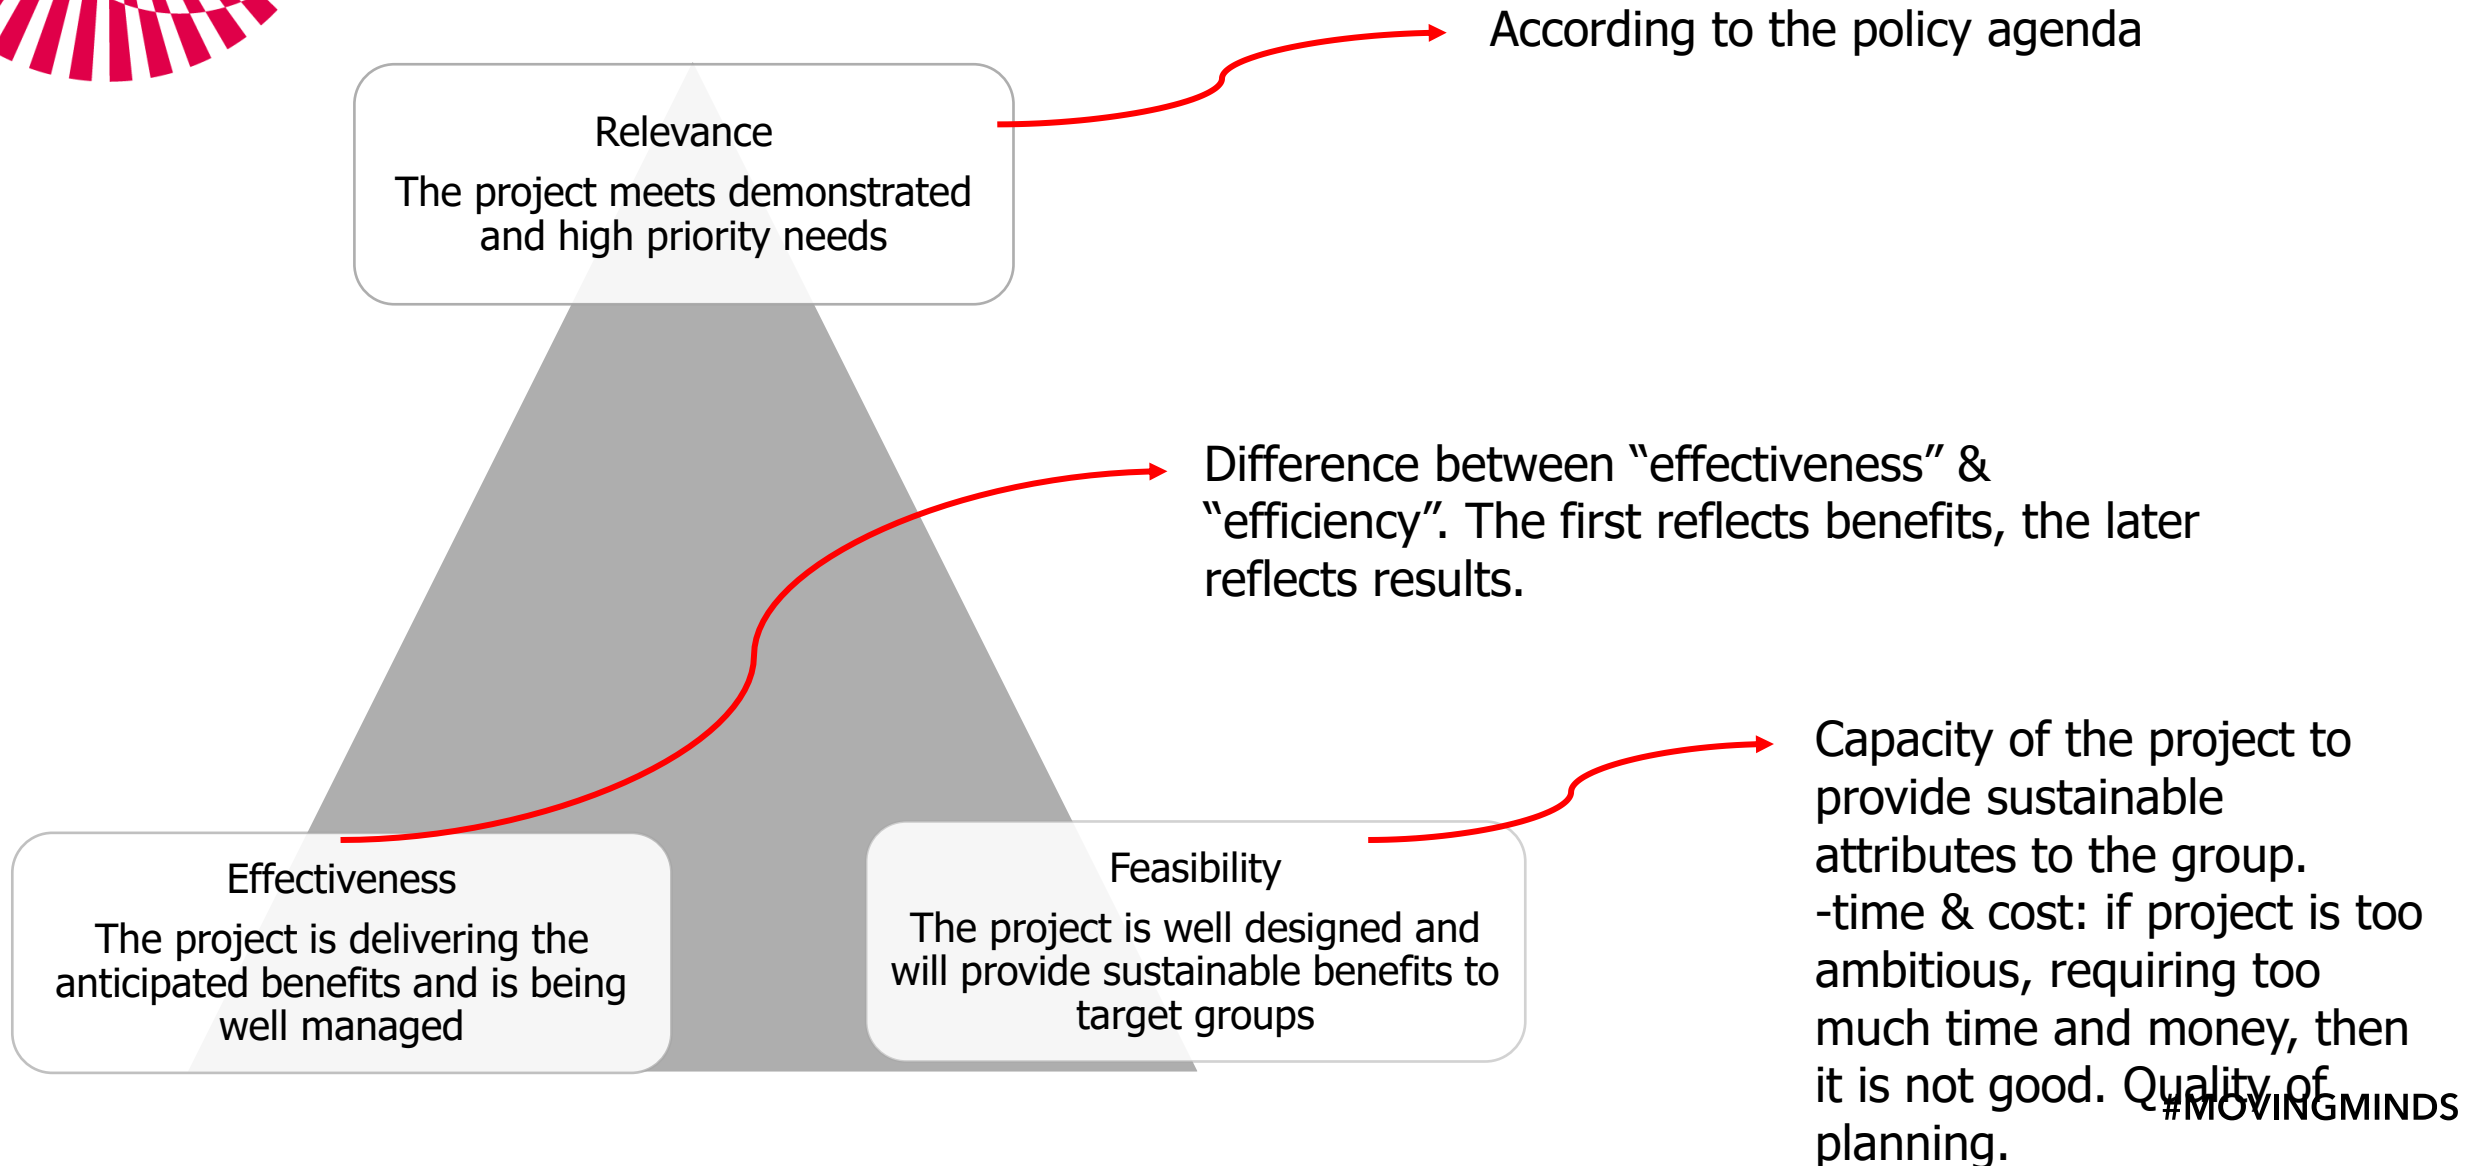 According to the policy agenda
Relevance
The project meets demonstrated
and high priority needs
Difference between “effectiveness” &
“efficiency”. The first reflects benefits, the later
reflects results.
Effectiveness
The project is delivering the
anticipated benefits and is being
well managed
Feasibility
The project is well designed and
will provide sustainable benefits to
target groups
Capacity of the project to
provide sustainable
attributes to the group.
-time & cost: if project is too
ambitious, requiring too
much time and money, then
it is not good. Quality of
planning.
#MOVINGMINDS